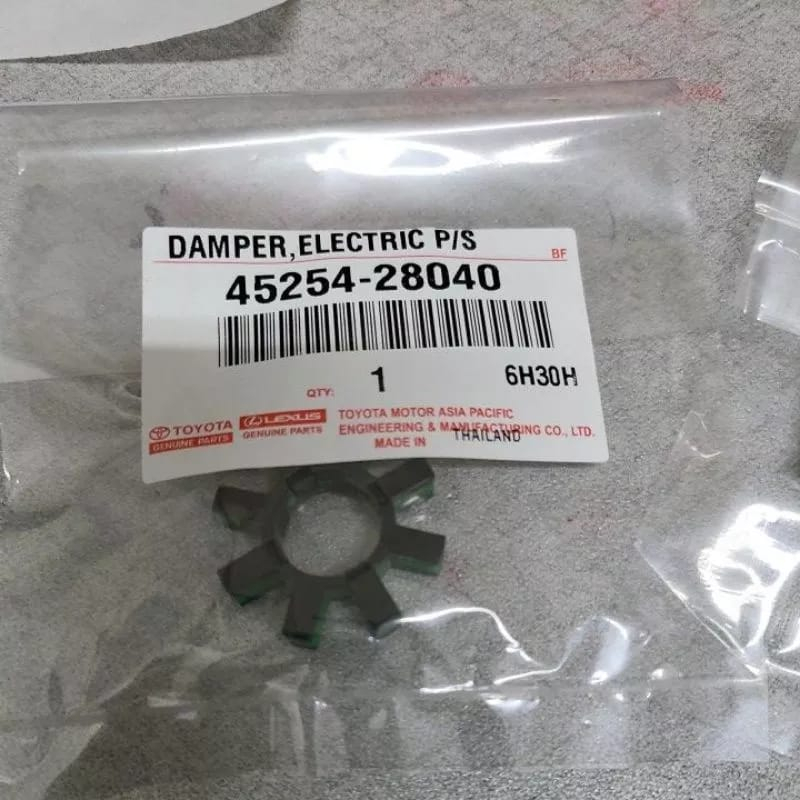 DAMPER,ELECTRIC P/S
BF
45254-28040
QTY: 1
6H30H
TOYOTA
GENUINE PARTS
LEXUS
GENUINE PARTS
TOYOTA MOTOR ASIA PACIFIC
ENGINEERING & MANUFACTURING CO., LTD.
MADE IN THAILAND